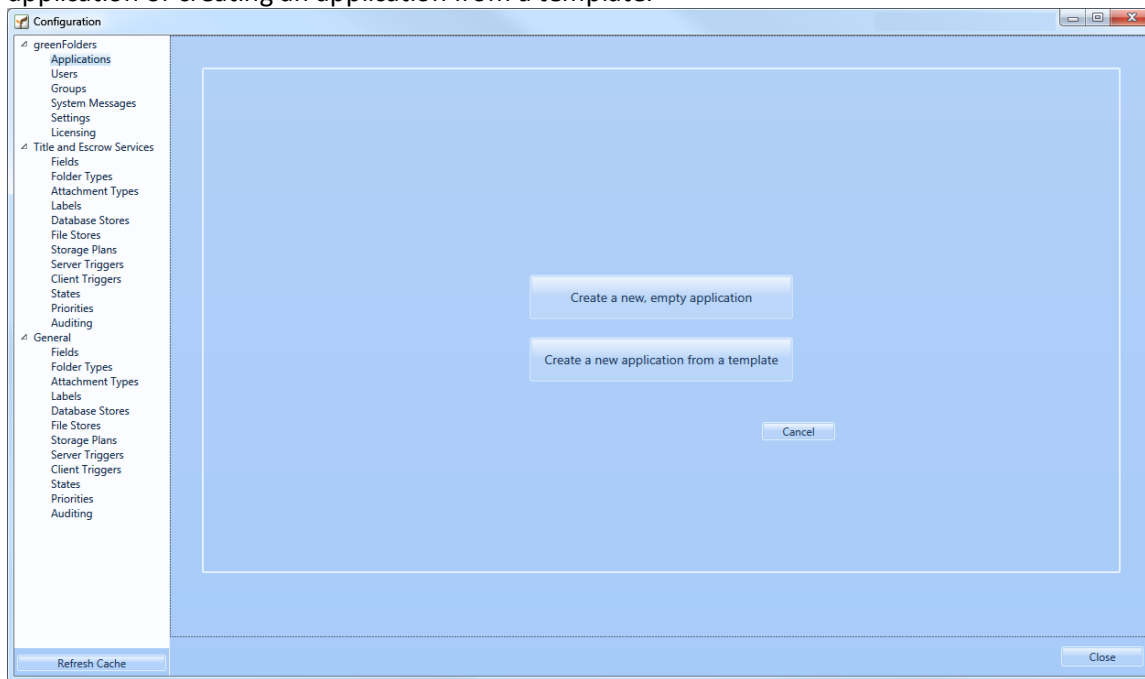 application or creating an application from a template.
Configuration
greenFolders
Applications
Users
Groups
System Messages
Settings
Licensing
Title and Escrow Services
Fields
Folder Types
Attachment Types
Labels
Database Stores
File Stores
Storage Plans
Server Triggers
Client Triggers
States
Priorities
Auditing
General
Fields
Folder Types
Attachment Types
Labels
Database Stores
File Stores
Storage Plans
Server Triggers
Client Triggers
States
Priorities
Auditing
Create a new, empty application
Create a new application from a template
Cancel
Refresh Cache
Close